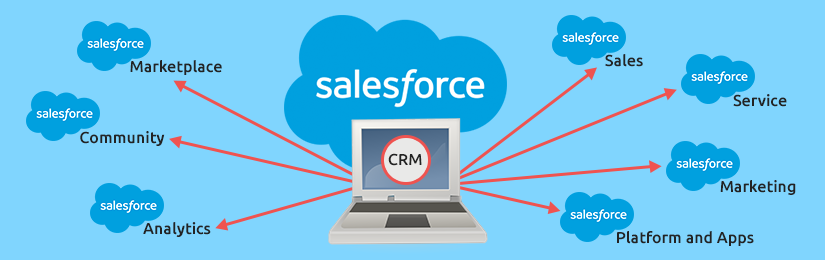 salesforce
Marketplace
salesforce
Community
salesforce
Analytics
salesforce
CRM
salesforce
Sales
salesforce
Service
salesforce
Marketing
salesforce
Platform and Apps